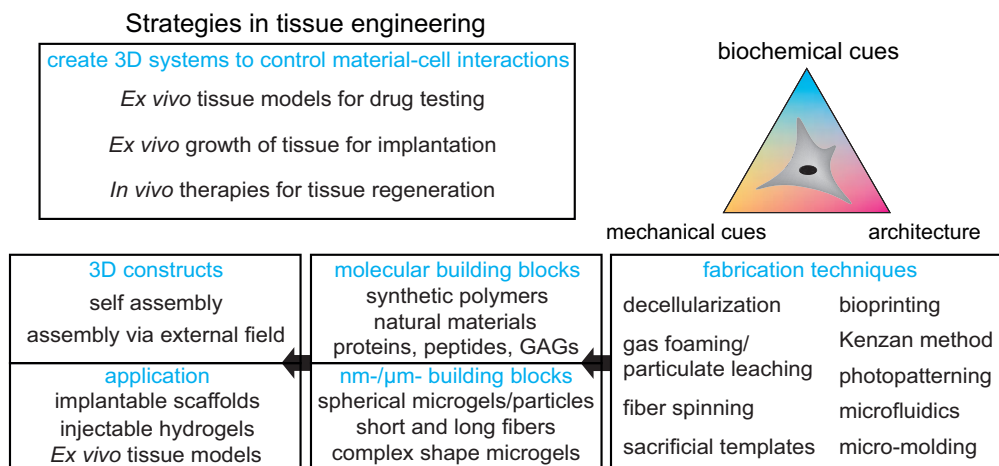 Strategies in tissue engineering
create 3D systems to control material-cell interactions
Ex vivo tissue models for drug testing
Ex vivo growth of tissue for implantation
In vivo therapies for tissue regeneration
biochemical cues
mechanical cues
architecture
3D constructs
self assembly
assembly via external field
application
implantable scaffolds
injectable hydrogels
Ex vivo tissue models
molecular building blocks
synthetic polymers
natural materials
proteins, peptides, GAGs
nm-/µm- building blocks
spherical microgels/particles
short and long fibers
complex shape microgels
fabrication techniques
decellularization
gas foaming/
particulate leaching
fiber spinning
sacrificial templates
bioprinting
Kenzan method
photopatterning
microfluidics
micro-molding